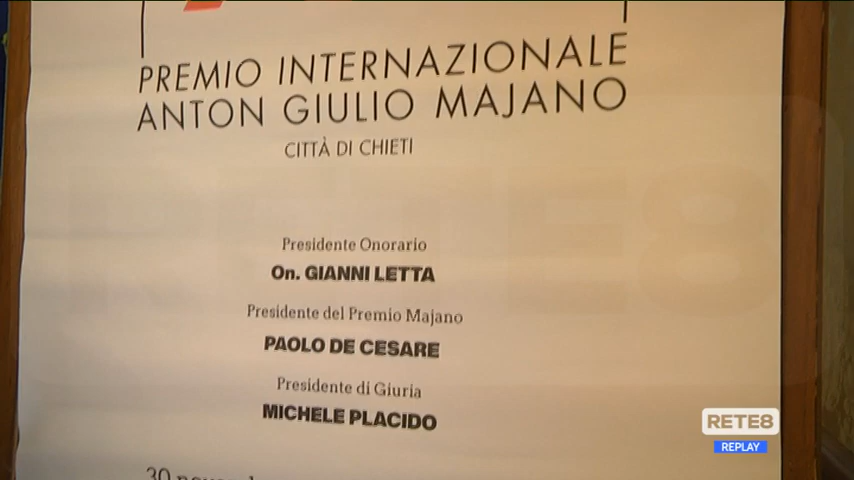 PREMIO INTERNAZIONALE
ANTON GIULIO MAJANO
CITTÀ DI CHIETI
Presidente Onorario
On. GIANNI LETTA
Presidente del Premio Majano
PAOLO DE CESARE
Presidente di Giuria
MICHELE PLACIDO
30
RETE8
REPLAY